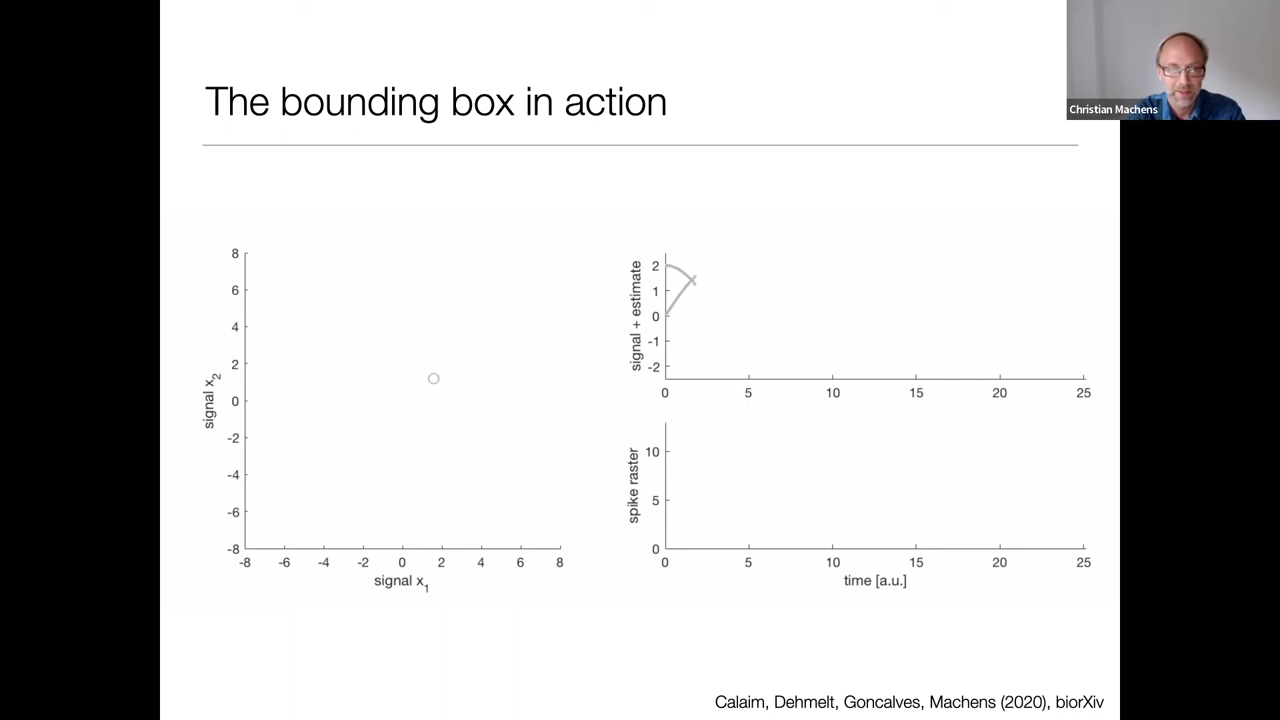 Christian Machens
The bounding box in action
8
6
4
2
0
-2
-4
-6
-8
signal x2
-8 -6 -4 -2 0 2 4 6 8
signal x1
2
1
0
-1
-2
signal + estimate
0 5 10 15 20 25
10
5
0
spike raster
0 5 10 15 20 25
time [a.u.]
Calaim, Dehmelt, Goncalves, Machens (2020), biorXiv